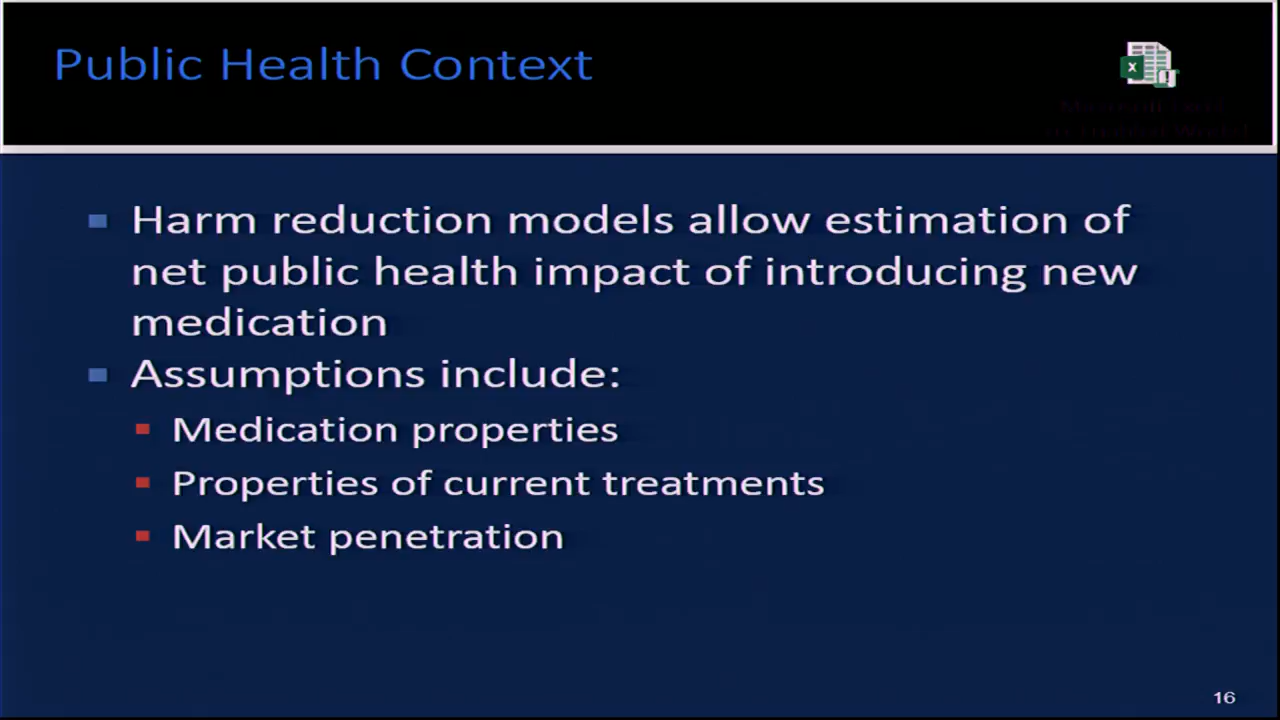 Public Health Context
Harm reduction models allow estimation of
net public health impact of introducing new
medication
Assumptions include:
Medication properties
Properties of current treatments
Market penetration
16